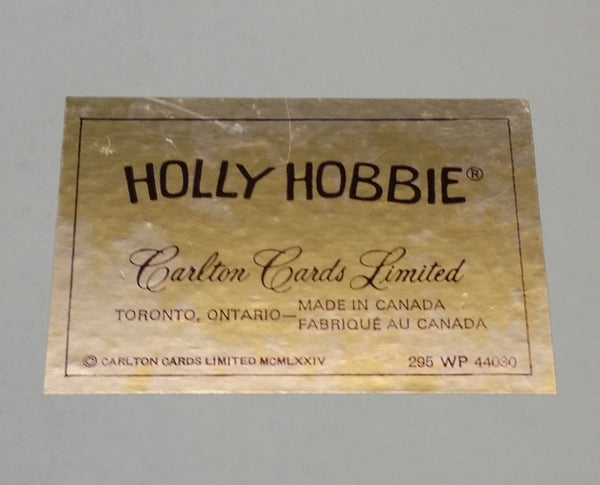 HOLLY HOBBIE®
Carlton Cards Limited
TORONTO, ONTARIO—MADE IN CANADA
FABRIQUÉ AU CANADA
© CARLTON CARDS LIMITED MCMLXXIV 295 WP 44030